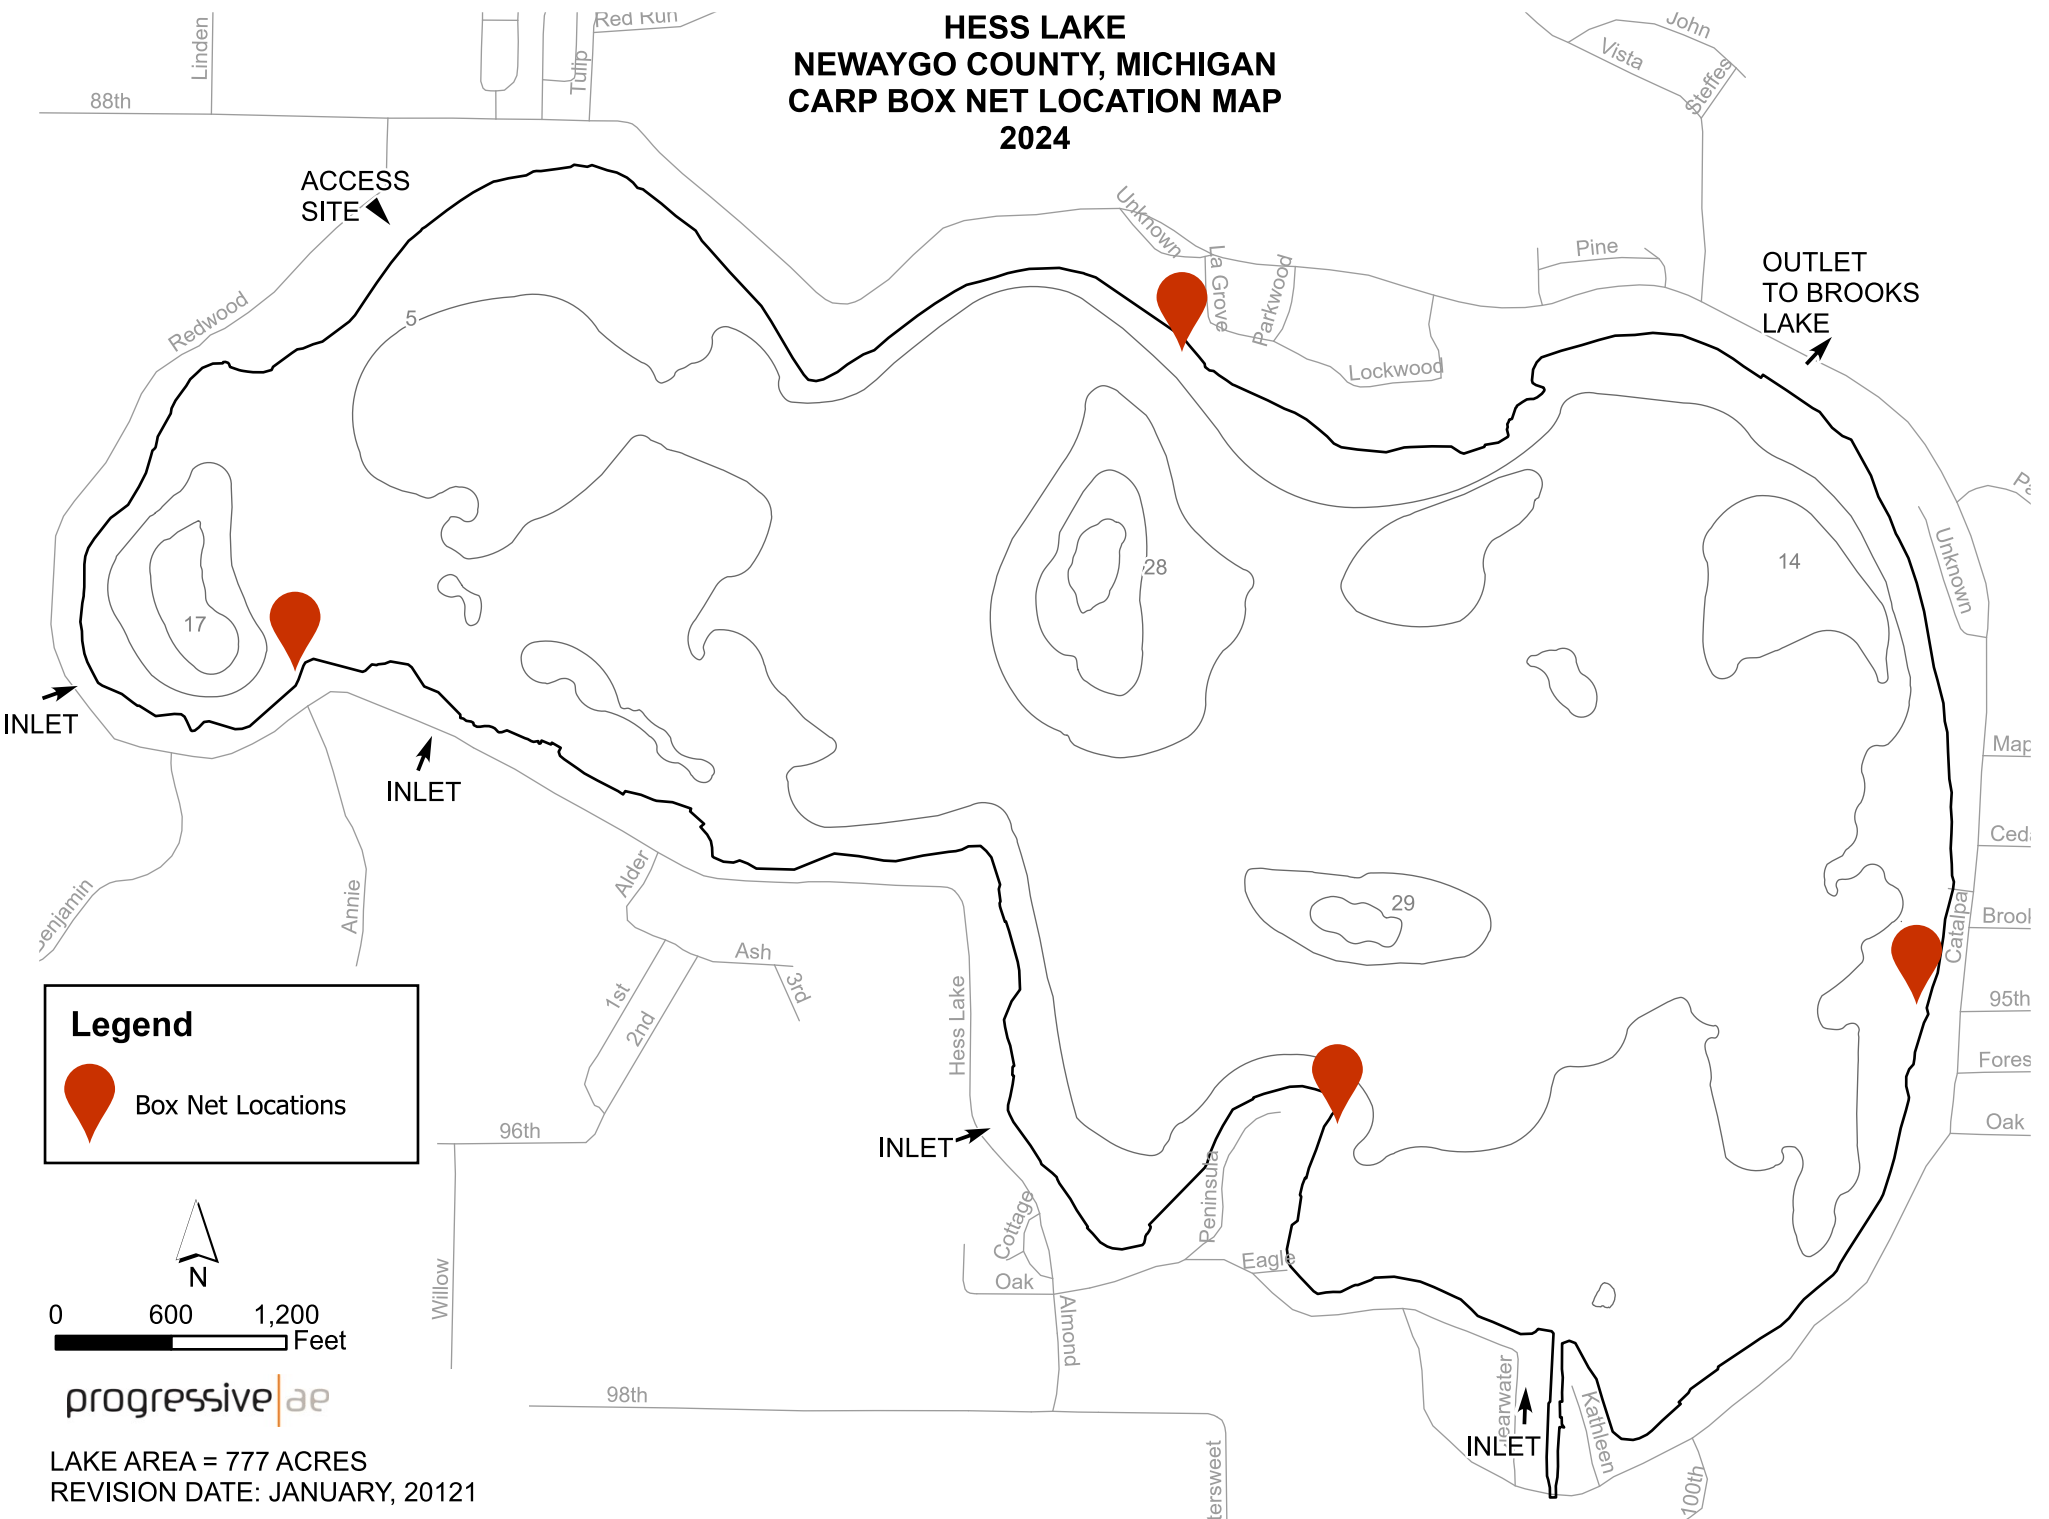 HESS LAKE
NEWAYGO COUNTY, MICHIGAN
CARP BOX NET LOCATION MAP
2024
Red Run
Linden
Tulip
88th
John
Vista
Steffes
ACCESS
SITE
Unknown
La Grove
Parkwood
Lockwood
Pine
OUTLET
TO BROOKS
LAKE
Redwood
5
28
14
17
29
Unknown
INLET
INLET
Map
Ceda
Brook
Catalpa
95th
Fores
Oak
Benjamin
Annie
Alder
Ash
1st
2nd
3rd
Hess Lake
96th
INLET
Cottage
Oak
Peninsula
Eagle
Almond
Willow
98th
Kathleen
INLET
100th
Legend
Box Net Locations
N
0 600 1,200
Feet
progressive ae
LAKE AREA = 777 ACRES
REVISION DATE: JANUARY, 20121